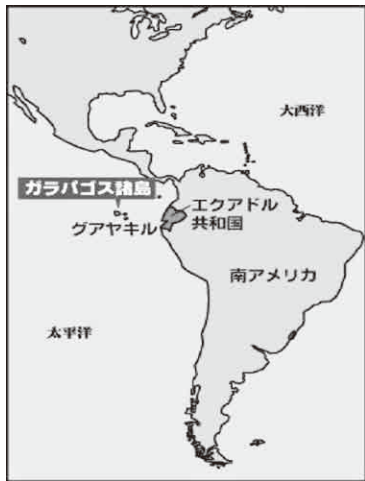 大西洋
ガラパゴス諸島
エクアドル
共和国
グアヤキル
南アメリカ
太平洋